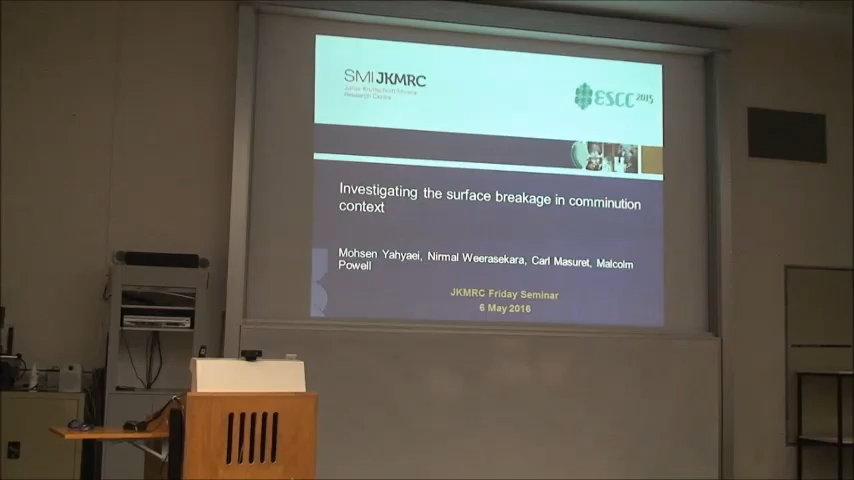 SMI JKMRC
Julius Kruttschnitt Mineral
Research Centre
ESCC 2015
Investigating the surface breakage in comminution
context
Mohsen Yahyaei, Nirmal Weerasekara, Carl Masuret, Malcolm
Powell
JKMRC Friday Seminar
6 May 2016